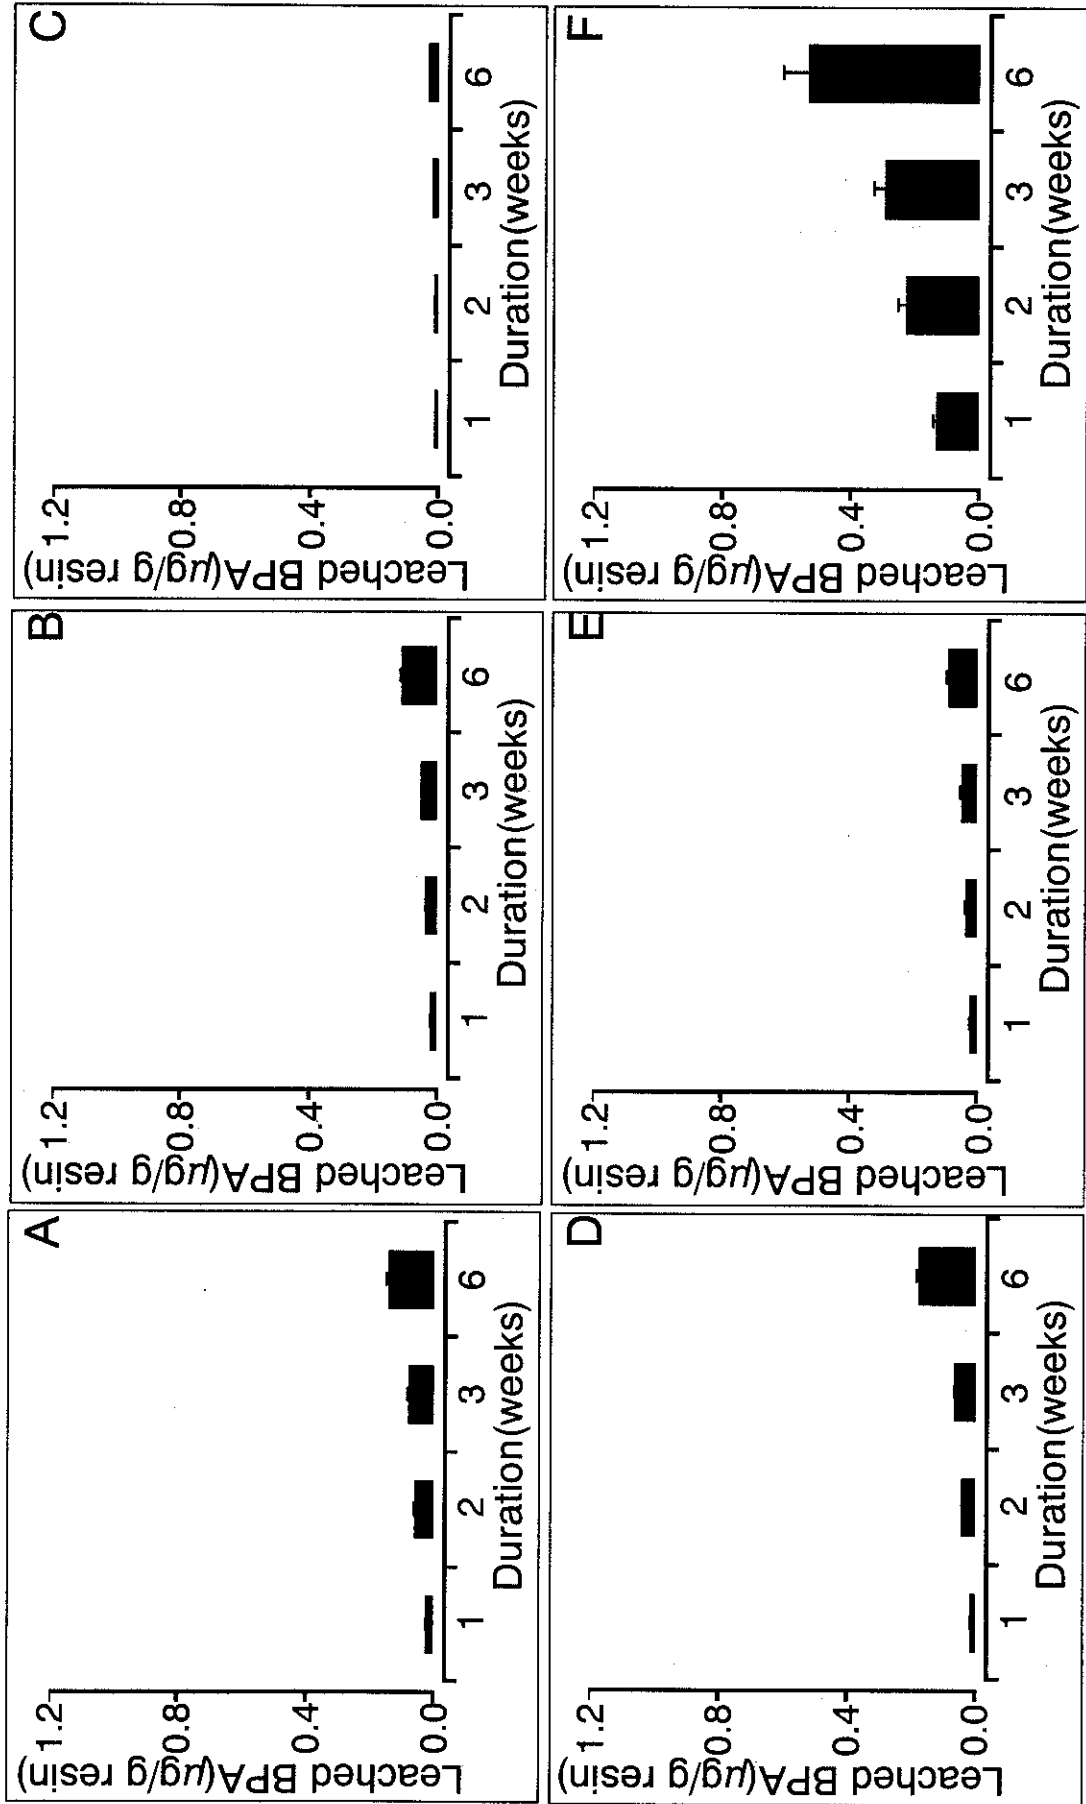 A
Leached BPA(µg/g resin)
1.2
0.8
0.4
0.0
1 2 3 6
Duration(weeks)
B
Leached BPA(µg/g resin)
1.2
0.8
0.4
0.0
1 2 3 6
Duration(weeks)
C
Leached BPA(µg/g resin)
1.2
0.8
0.4
0.0
1 2 3 6
Duration(weeks)
D
Leached BPA(µg/g resin)
1.2
0.8
0.4
0.0
1 2 3 6
Duration(weeks)
E
Leached BPA(µg/g resin)
1.2
0.8
0.4
0.0
1 2 3 6
Duration(weeks)
F
Leached BPA(µg/g resin)
1.2
0.8
0.4
0.0
1 2 3 6
Duration(weeks)